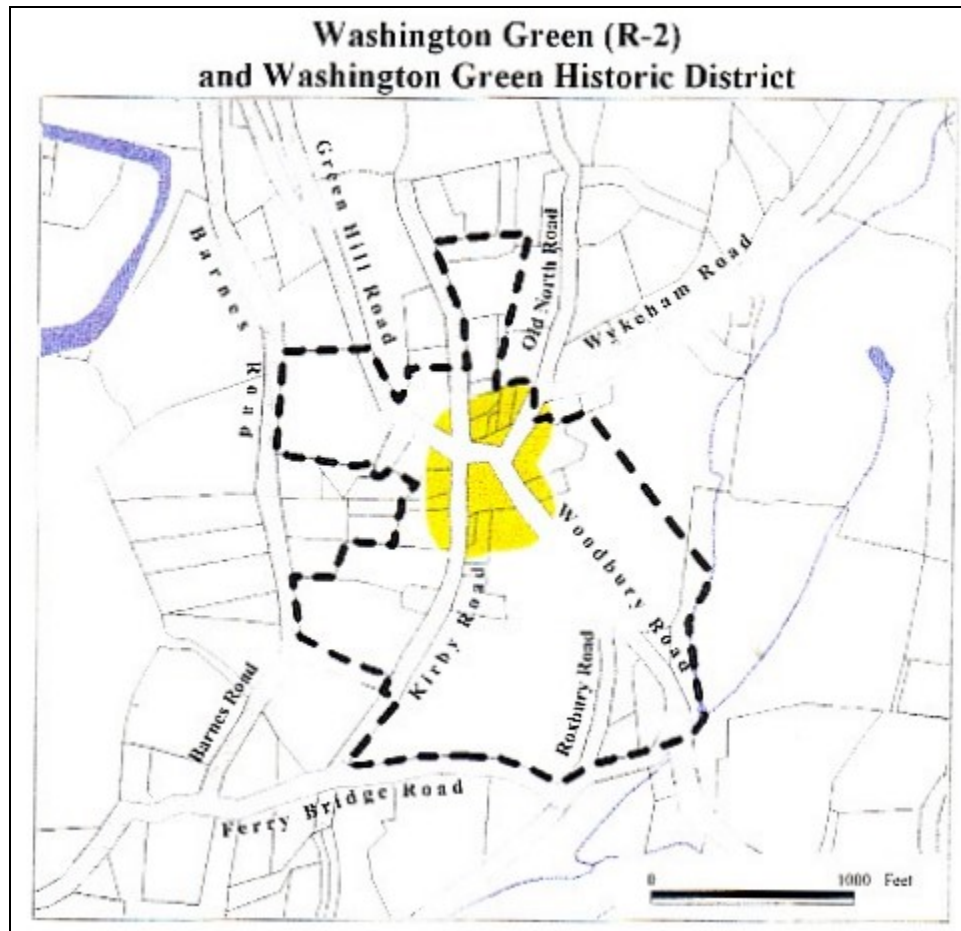 Washington Green (R-2)
and Washington Green Historic District
Green Hill Road
Barnes Road
Old North Road
Wykeham Road
Woodbury Road
Kirby Road
Roxbury Road
Barnes Road
Ferry Bridge Road
0 1000 Feet